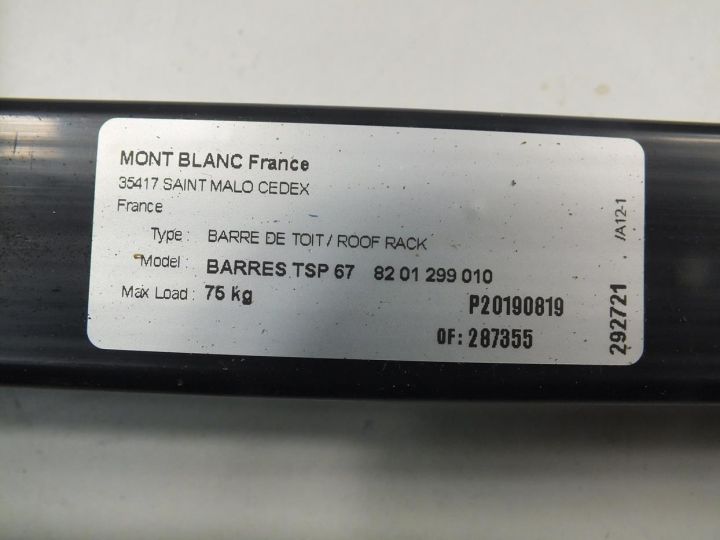 MONT BLANC France
35417 SAINT MALO CEDEX
France
Type : BARRE DE TOIT / ROOF RACK
Model : BARRES TSP 67 82 01 299 010
Max Load : 75 kg
P20190819
OF: 287355
292721 /A12-1